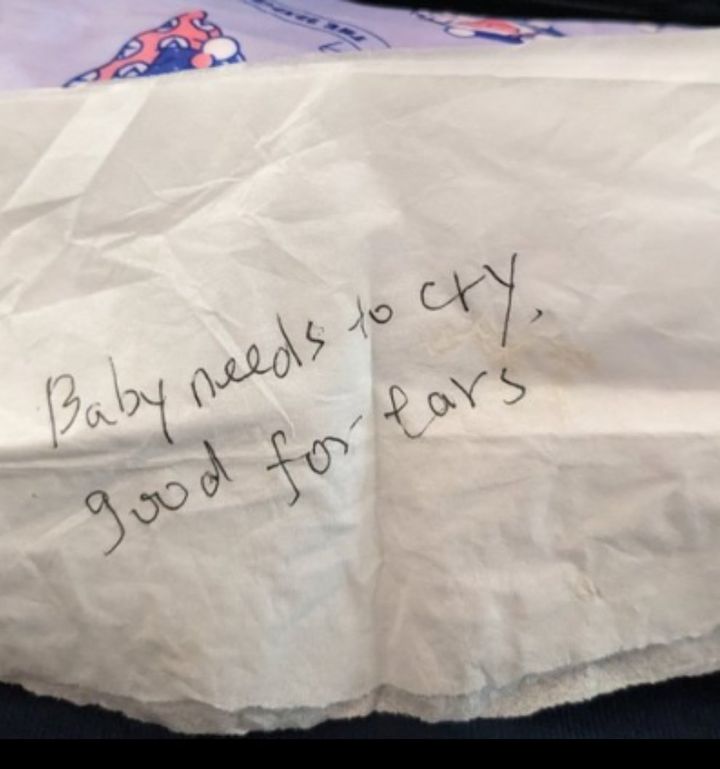 Baby needs to cry,
good for ears